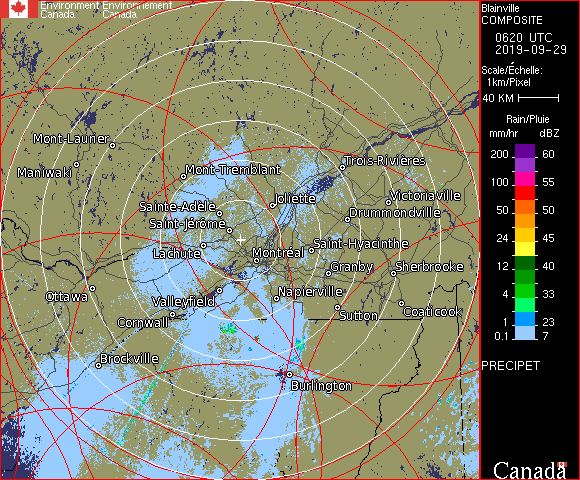 Environment Environnement
Canada Canada
Blainville
COMPOSITE
0620 UTC
2019-09-29
Scale/Échelle:
1km/Pixel
40 KM
Rain/Pluie
mm/hr dBZ
200 60
100 55
50 50
24 45
12 40
4 33
1 23
0.1 7
PRECIPET
Canada
Mont-Laurier
Maniwaki
Mont-Tremblant
Trois-Rivières
Joliette
Victoriaville
Sainte-Adèle
Drummondville
Saint-Jérôme
Lachute
Montréal
Saint-Hyacinthe
Granby
Sherbrooke
Ottawa
Valleyfield
Napierville
Cornwall
Sutton
Coaticook
Brockville
Burlington